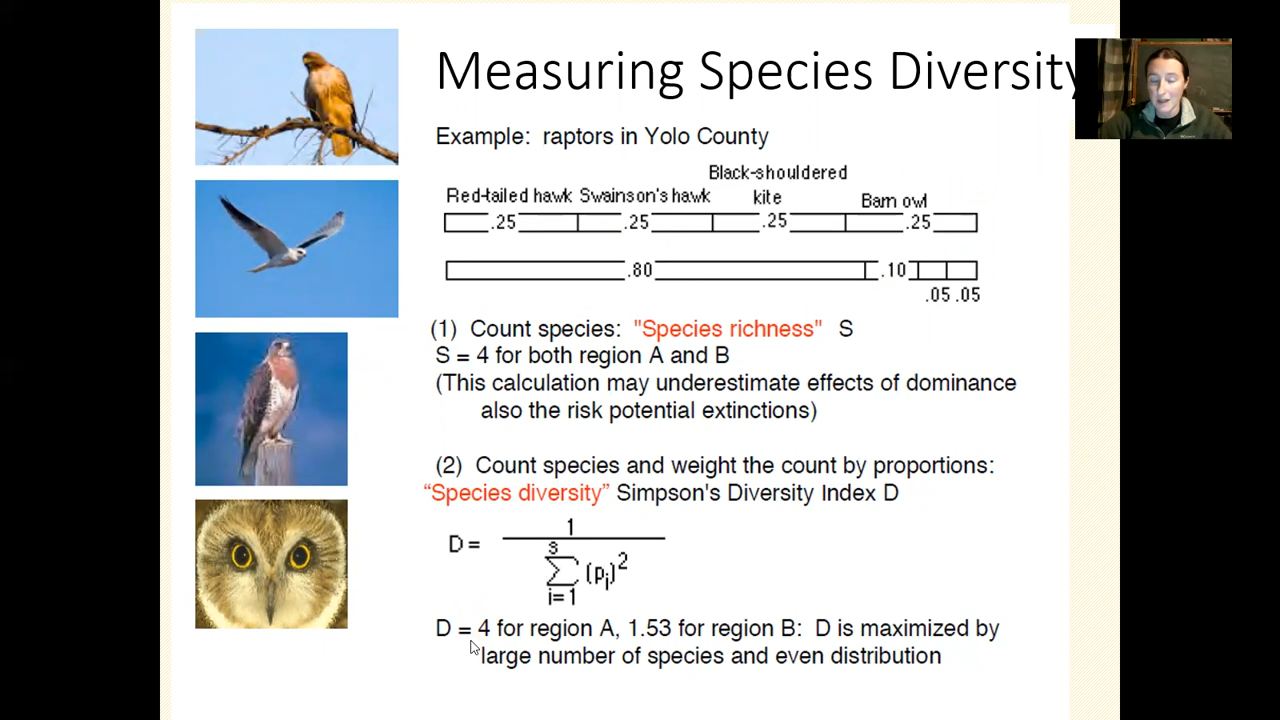 Measuring Species Diversity
Example: raptors in Yolo County
Black-shouldered
Red-tailed hawk Swainson's hawk kite Barn owl
.25 .25 .25 .25
.80 .10
.05 .05
(1) Count species: "Species richness" S
S = 4 for both region A and B
(This calculation may underestimate effects of dominance
also the risk potential extinctions)
(2) Count species and weight the count by proportions:
“Species diversity” Simpson's Diversity Index D
1
D = s
∑ (pi)2
i=1
D = 4 for region A, 1.53 for region B: D is maximized by
large number of species and even distribution